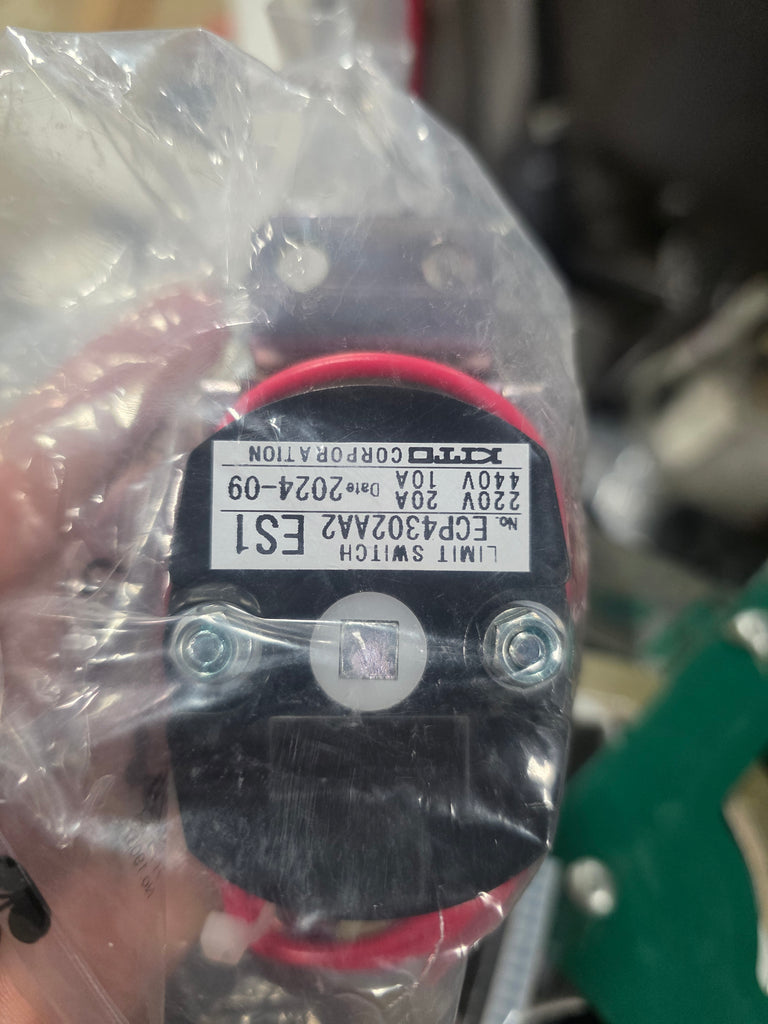 LIMIT SWITCH
No. ECP4302AA2 ES1
220V 20A
440V 10A Date 2024-09
KITO CORPORATION